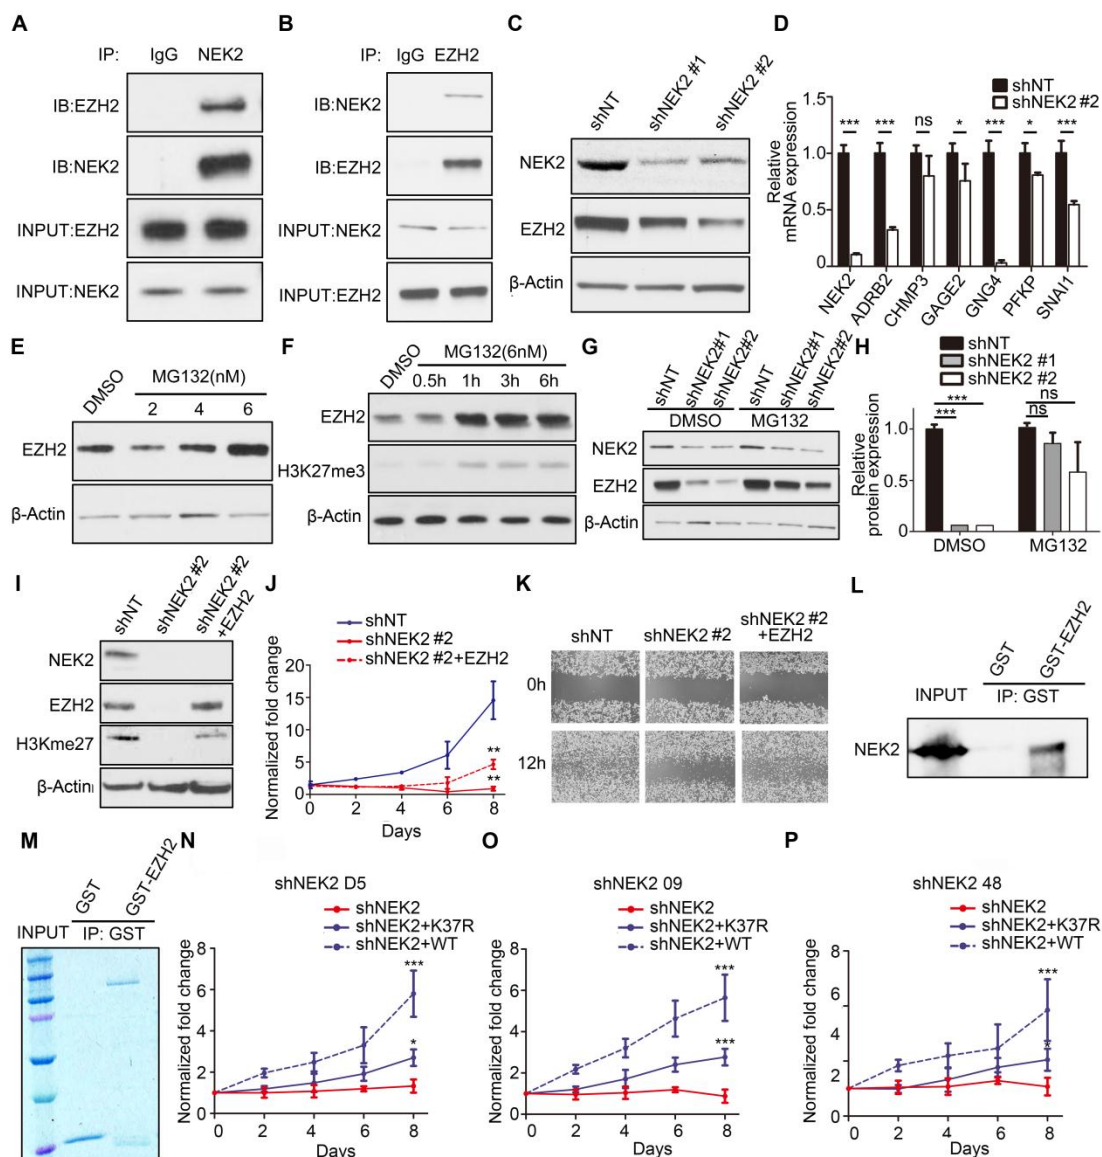 A
IP: IgG NEK2
IB:EZH2
IB:NEK2
INPUT:EZH2
INPUT:NEK2
B
IP: IgG EZH2
IB:NEK2
IB:EZH2
INPUT:NEK2
INPUT:EZH2
C
shNT shNEK2 #1 shNEK2 #2
NEK2
EZH2
β-Actin
D
shNT
shNEK2 #2
Relative
mRNA expression
1.5
1.0
0.5
0
*** *** ns * *** * ***
NEK2 ADRB2 CHMP3 GAGE2 GNG4 PFKP SNAI1
E
DMSO MG132(nM)
2 4 6
EZH2
β-Actin
F
DMSO MG132(6nM)
0.5h 1h 3h 6h
EZH2
H3K27me3
β-Actin
G
shNT shNEK2#1 shNEK2#2 shNT shNEK2#1 shNEK2#2
DMSO MG132
NEK2
EZH2
β-Actin
H
shNT
shNEK2 #1
shNEK2 #2
Relative
protein expression
1.0
0
***
***
ns
ns
DMSO MG132
I
shNT shNEK2 #2 shNEK2 #2
+EZH2
NEK2
EZH2
H3Kme27
β-Actin
J
shNT
shNEK2 #2
shNEK2 #2+EZH2
Normalized fold change
20
15
10
5
0
**
**
0 2 4 6 8
Days
K
shNT shNEK2 #2 shNEK2 #2
+EZH2
0h
12h
L
INPUT GST GST-EZH2
IP: GST
NEK2
M
INPUT GST GST-EZH2
IP: GST
N
shNEK2 D5
shNEK2
shNEK2+K37R
shNEK2+WT
Normalized fold change
8
6
4
2
0
***
*
0 2 4 6 8
Days
O
shNEK2 09
shNEK2
shNEK2+K37R
shNEK2+WT
Normalized fold change
8
6
4
2
0
***
***
0 2 4 6 8
Days
P
shNEK2 48
shNEK2
shNEK2+K37R
shNEK2+WT
Normalized fold change
8
6
4
2
0
***
*
0 2 4 6 8
Days